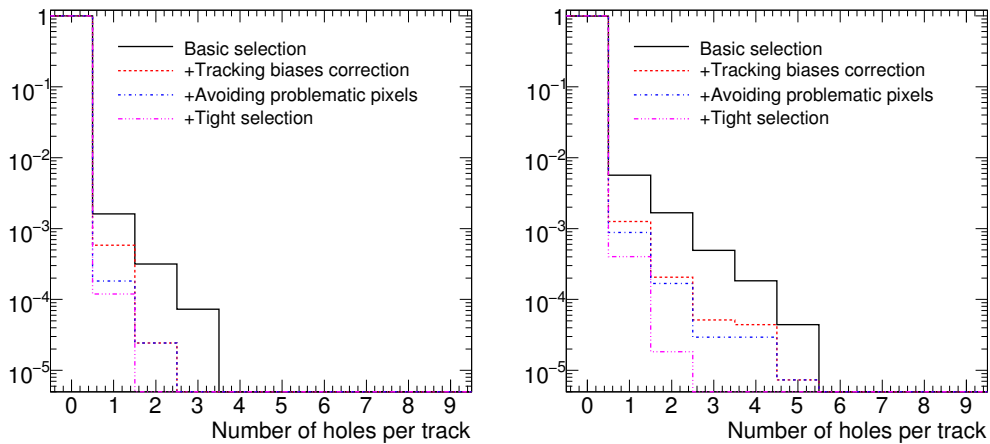 1
10⁻¹
10⁻²
10⁻³
10⁻⁴
10⁻⁵
Basic selection
+Tracking biases correction
+Avoiding problematic pixels
+Tight selection
0 1 2 3 4 5 6 7 8 9
Number of holes per track
1
10⁻¹
10⁻²
10⁻³
10⁻⁴
10⁻⁵
Basic selection
+Tracking biases correction
+Avoiding problematic pixels
+Tight selection
0 1 2 3 4 5 6 7 8 9
Number of holes per track